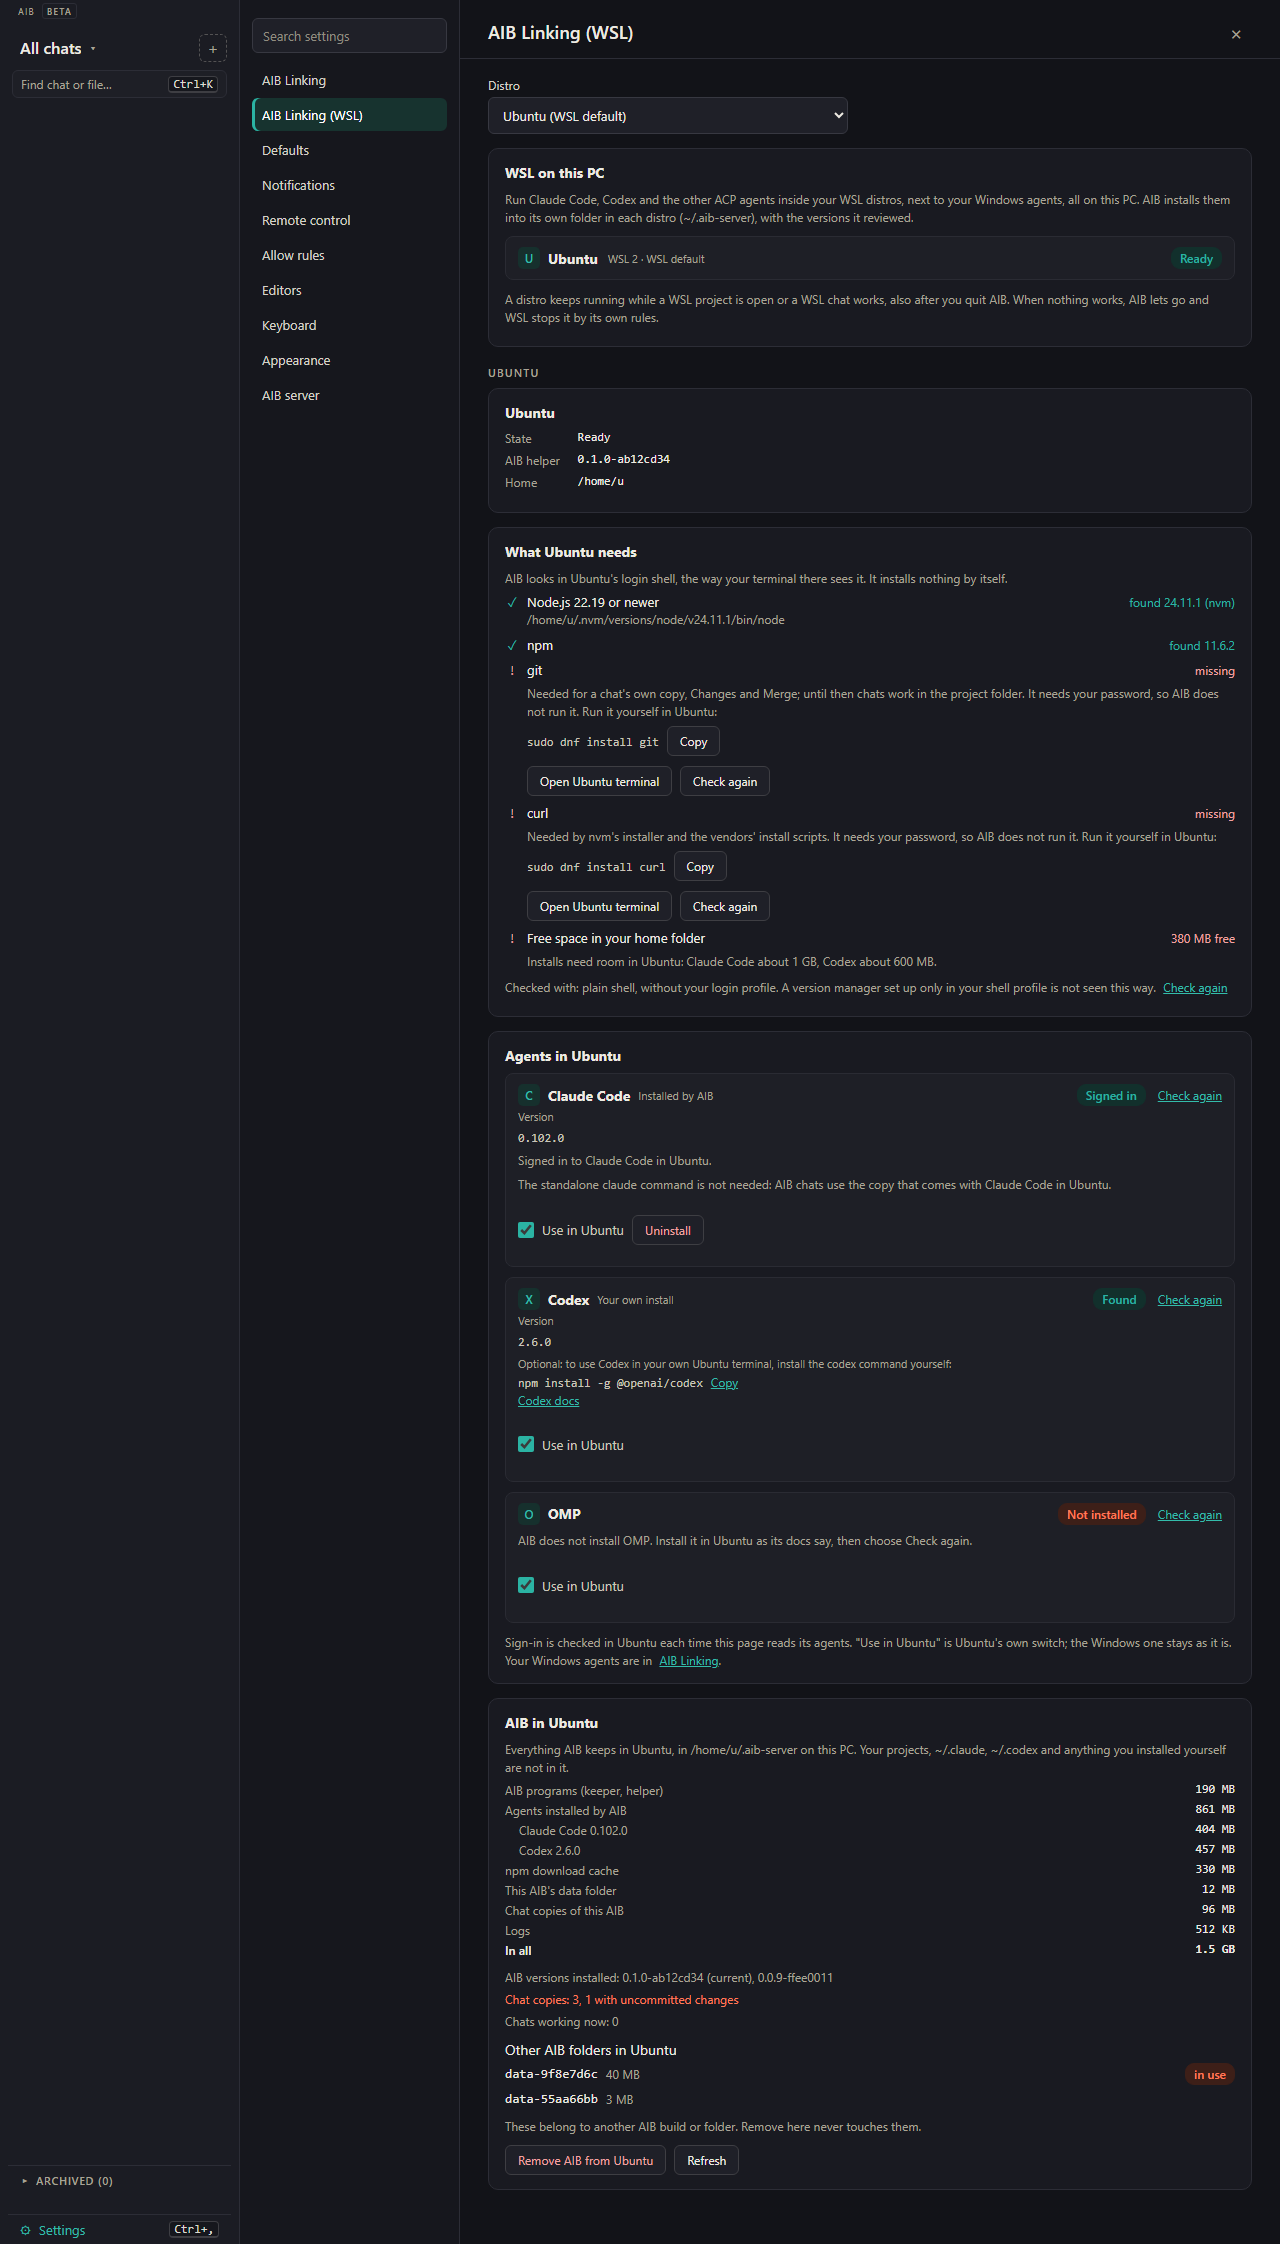 AIB BETA
All chats
Find chat or file... Ctrl+K
ARCHIVED (0)
Settings Ctrl+,
Search settings
AIB Linking
AIB Linking (WSL)
Defaults
Notifications
Remote control
Allow rules
Editors
Keyboard
Appearance
AIB server
AIB Linking (WSL)
Distro
Ubuntu (WSL default)
WSL on this PC
Run Claude Code, Codex and the other ACP agents inside your WSL distros, next to your Windows agents, all on this PC. AIB installs them
into its own folder in each distro (~/.aib-server), with the versions it reviewed.
U Ubuntu WSL 2 · WSL default Ready
A distro keeps running while a WSL project is open or a WSL chat works, also after you quit AIB. When nothing works, AIB lets go and
WSL stops it by its own rules.
UBUNTU
Ubuntu
State Ready
AIB helper 0.1.0-ab12cd34
Home /home/u
What Ubuntu needs
AIB looks in Ubuntu's login shell, the way your terminal there sees it. It installs nothing by itself.
✓ Node.js 22.19 or newer found 24.11.1 (nvm)
/home/u/.nvm/versions/node/v24.11.1/bin/node
✓ npm found 11.6.2
! git missing
Needed for a chat's own copy, Changes and Merge; until then chats work in the project folder. It needs your password, so AIB does
not run it. Run it yourself in Ubuntu:
sudo dnf install git Copy
Open Ubuntu terminal Check again
! curl missing
Needed by nvm's installer and the vendors' install scripts. It needs your password, so AIB does not run it. Run it yourself in Ubuntu:
sudo dnf install curl Copy
Open Ubuntu terminal Check again
! Free space in your home folder 380 MB free
Installs need room in Ubuntu: Claude Code about 1 GB, Codex about 600 MB.
Checked with: plain shell, without your login profile. A version manager set up only in your shell profile is not seen this way. Check again
Agents in Ubuntu
C Claude Code Installed by AIB Signed in Check again
Version
0.102.0
Signed in to Claude Code in Ubuntu.
The standalone claude command is not needed: AIB chats use the copy that comes with Claude Code in Ubuntu.
Use in Ubuntu Uninstall
X Codex Your own install Found Check again
Version
2.6.0
Optional: to use Codex in your own Ubuntu terminal, install the codex command yourself:
npm install -g @openai/codex Copy
Codex docs
Use in Ubuntu
O OMP Not installed Check again
AIB does not install OMP. Install it in Ubuntu as its docs say, then choose Check again.
Use in Ubuntu
Sign-in is checked in Ubuntu each time this page reads its agents. "Use in Ubuntu" is Ubuntu's own switch; the Windows one stays as it is.
Your Windows agents are in AIB Linking.
AIB in Ubuntu
Everything AIB keeps in Ubuntu, in /home/u/.aib-server on this PC. Your projects, ~/.claude, ~/.codex and anything you installed yourself
are not in it.
AIB programs (keeper, helper) 190 MB
Agents installed by AIB 861 MB
Claude Code 0.102.0 404 MB
Codex 2.6.0 457 MB
npm download cache 330 MB
This AIB's data folder 12 MB
Chat copies of this AIB 96 MB
Logs 512 KB
In all 1.5 GB
AIB versions installed: 0.1.0-ab12cd34 (current), 0.0.9-ffee0011
Chat copies: 3, 1 with uncommitted changes
Chats working now: 0
Other AIB folders in Ubuntu
data-9f8e7d6c 40 MB in use
data-55aa66bb 3 MB
These belong to another AIB build or folder. Remove here never touches them.
Remove AIB from Ubuntu Refresh